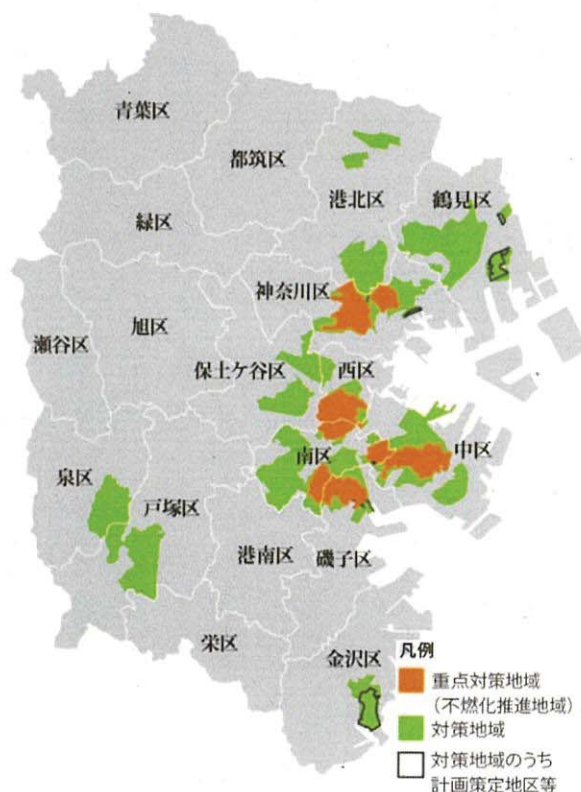 青葉区
都筑区
港北区
鶴見区
緑区
神奈川区
旭区
瀬谷区
保土ケ谷区
西区
中区
南区
泉区
戸塚区
港南区
磯子区
栄区
金沢区
凡例
重点対策地域
(不燃化推進地域)
対策地域
対策地域のうち
計画策定地区等